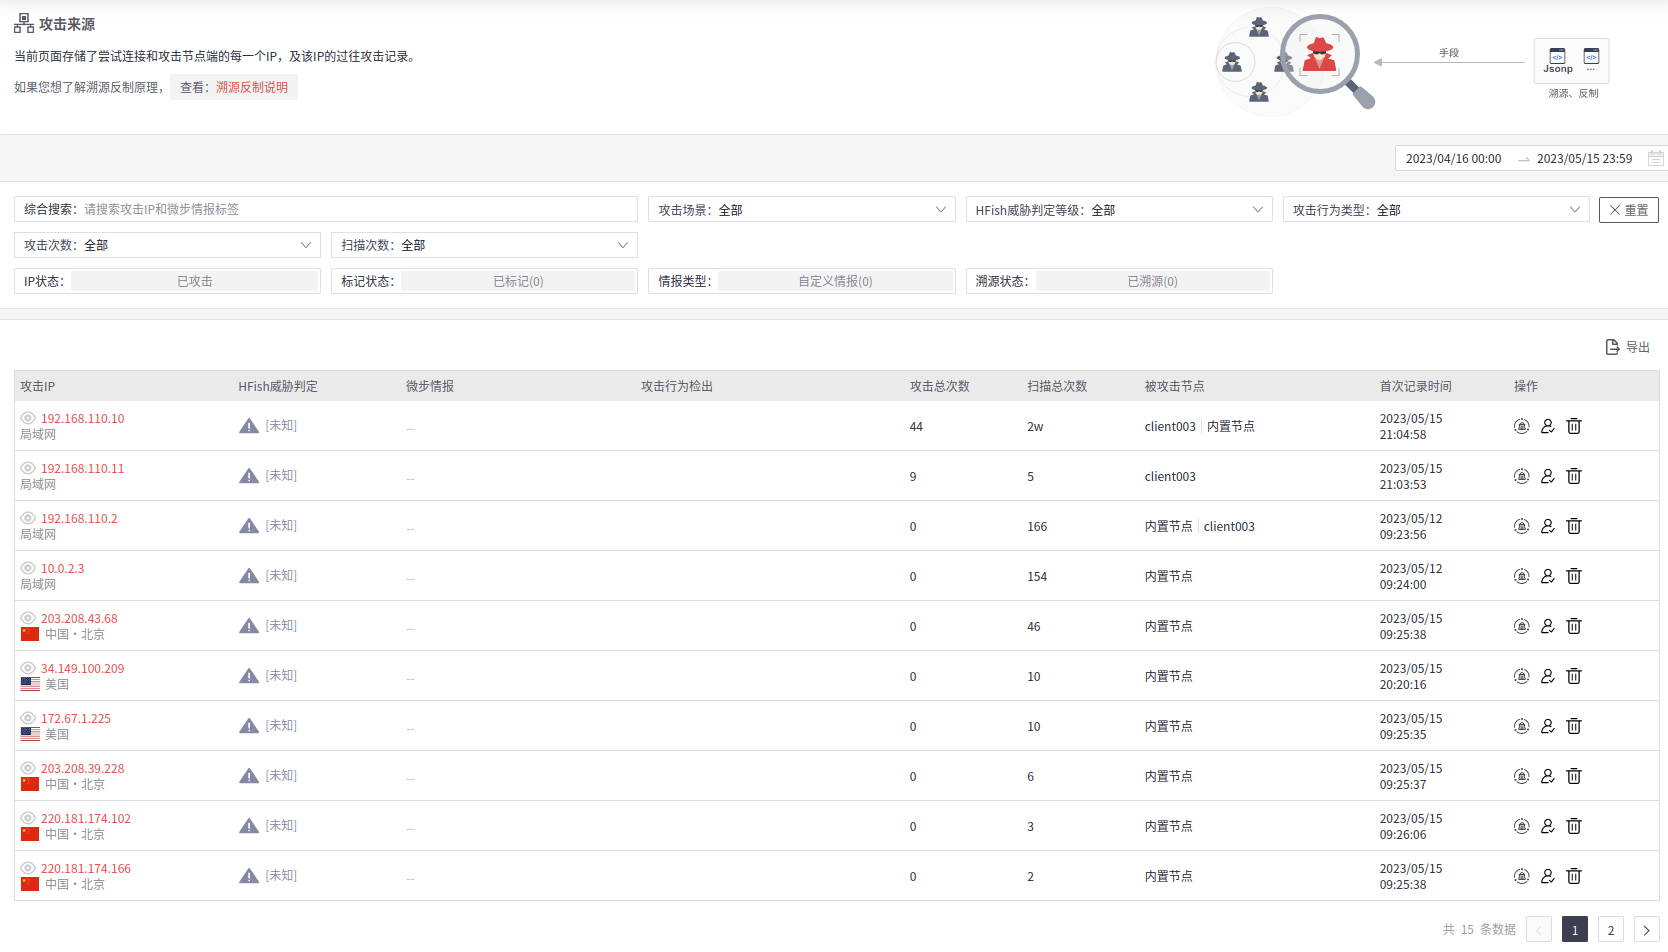 攻击来源
当前页面存储了尝试连接和攻击节点端的每一个IP，及该IP的过往攻击记录。
如果您想了解溯源反制原理， 查看：溯源反制说明
手段
Jsonp ...
溯源、反制
2023/04/16 00:00 2023/05/15 23:59
综合搜索： 请搜索攻击IP和微步情报标签 攻击场景：全部 HFish威胁判定等级：全部 攻击行为类型：全部 重置
攻击次数：全部 扫描次数：全部
IP状态： 已攻击 标记状态： 已标记(0) 情报类型： 自定义情报(0) 溯源状态： 已溯源(0)
导出
攻击IP HFish威胁判定 微步情报 攻击行为检出 攻击总次数 扫描总次数 被攻击节点 首次记录时间 操作
192.168.110.10 局域网 [未知] -- 44 2w client003 内置节点 2023/05/15 21:04:58
192.168.110.11 局域网 [未知] -- 9 5 client003 2023/05/15 21:03:53
192.168.110.2 局域网 [未知] -- 0 166 内置节点 client003 2023/05/12 09:23:56
10.0.2.3 局域网 [未知] -- 0 154 内置节点 2023/05/12 09:24:00
203.208.43.68 中国・北京 [未知] -- 0 46 内置节点 2023/05/15 09:25:38
34.149.100.209 美国 [未知] -- 0 10 内置节点 2023/05/15 20:20:16
172.67.1.225 美国 [未知] -- 0 10 内置节点 2023/05/15 09:25:35
203.208.39.228 中国・北京 [未知] -- 0 6 内置节点 2023/05/15 09:25:37
220.181.174.102 中国・北京 [未知] -- 0 3 内置节点 2023/05/15 09:26:06
220.181.174.166 中国・北京 [未知] -- 0 2 内置节点 2023/05/15 09:25:38
共 15 条数据 < 1 2 >